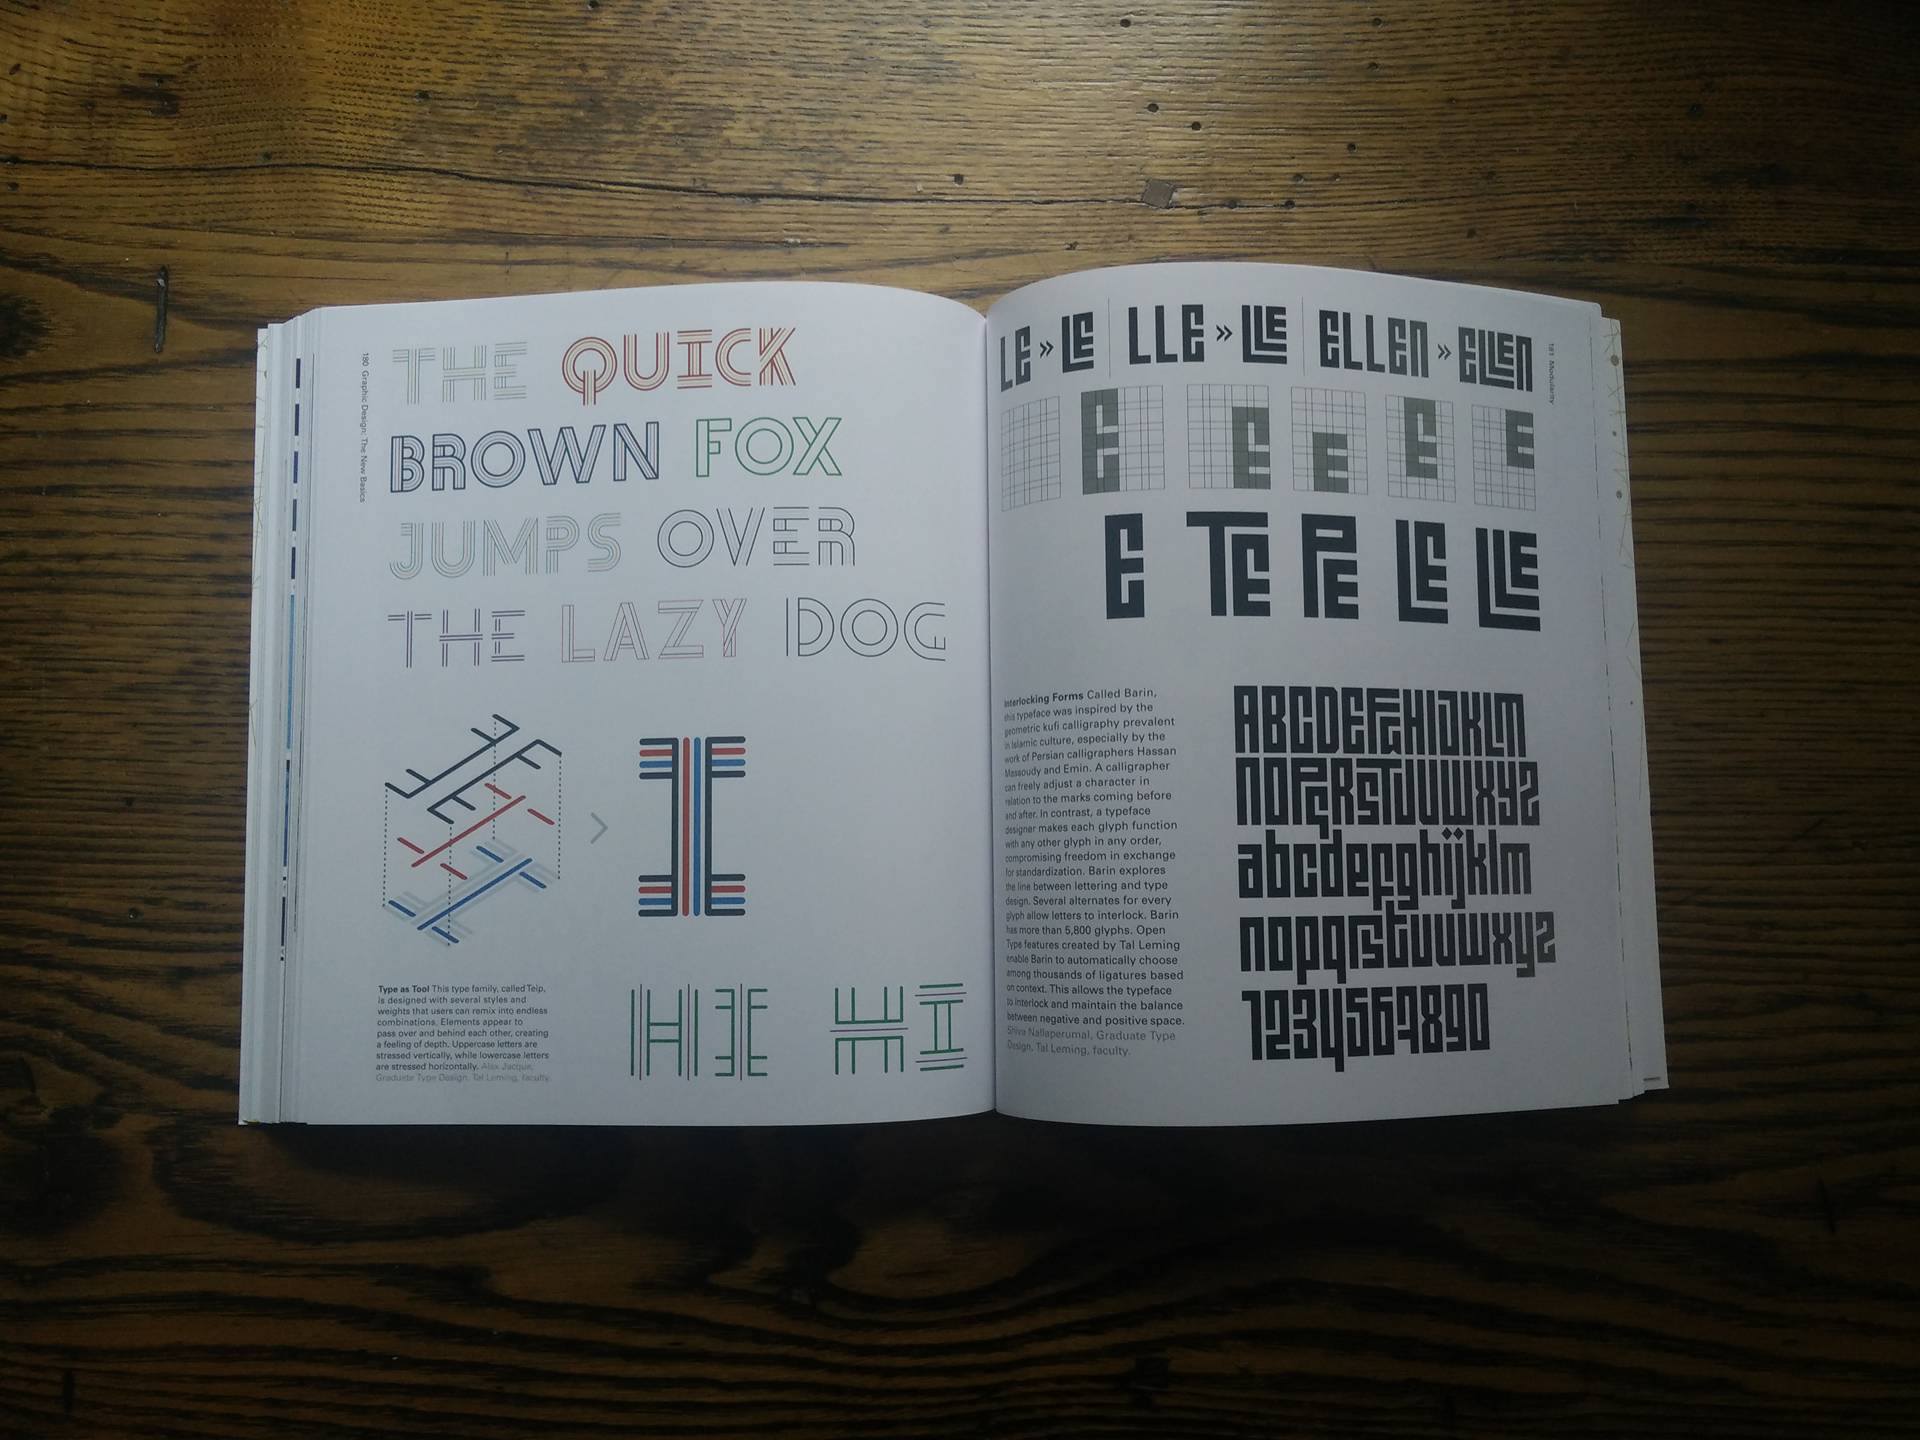 180 Graphic Design: The New Basics
THE QUICK
BROWN FOX
JUMPS OVER
THE LAZY DOG
I
HI HI
Type as Tool This type family, called Teip,
is designed with several styles and
weights that users can remix into endless
combinations. Elements appear to
pass over and behind each other, creating
a feeling of depth. Uppercase letters are
stressed vertically, while lowercase letters
are stressed horizontally. Alex Jacque,
Graduate Type Design. Tal Leming, faculty.
LE » LE LLE » LLE ELLEN » ELLEN
181 Modularity
E E E E E
E TE PE LE LLE
Interlocking Forms Called Barin,
this typeface was inspired by the
geometric kufi calligraphy prevalent
in Islamic culture, especially by the
work of Persian calligraphers Hassan
Massoudy and Emin. A calligrapher
can freely adjust a character in
relation to the marks coming before
and after. In contrast, a typeface
designer makes each glyph function
with any other glyph in any order,
compromising freedom in exchange
for standardization. Barin explores
the line between lettering and type
design. Several alternates for every
glyph allow letters to interlock. Barin
has more than 5,800 glyphs. Open
Type features created by Tal Leming
enable Barin to automatically choose
among thousands of ligatures based
on context. This allows the typeface
to interlock and maintain the balance
between negative and positive space.
Shiva Nallaperumal, Graduate Type
Design. Tal Leming, faculty.
ABCDEFGHIJKLM
NOPQRSTUVWXYZ
abcdefghijklm
nopqrstuvwxyz
1234567890